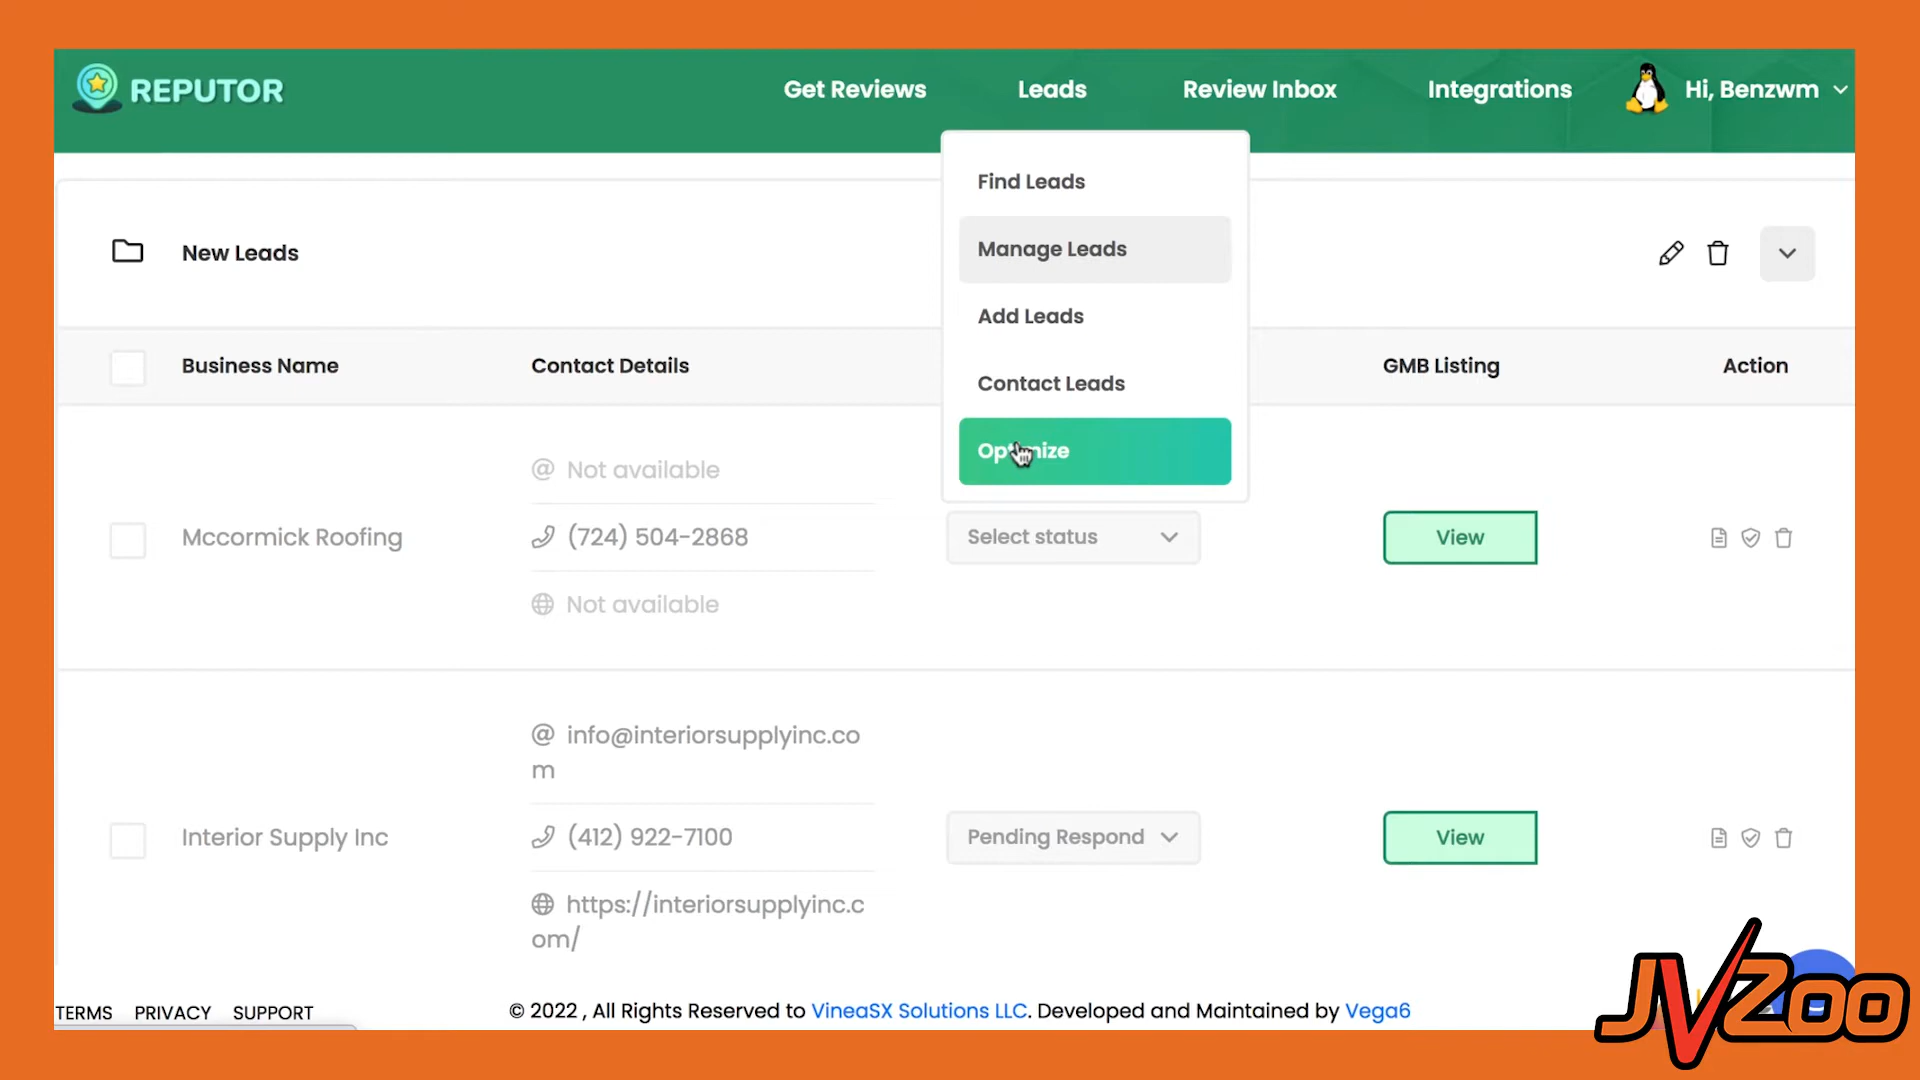 REPUTOR
Get Reviews
Leads
Review Inbox
Integrations
Hi, Benzwm
Find Leads
Manage Leads
Add Leads
Contact Leads
Optimize
New Leads
Business Name
Contact Details
GMB Listing
Action
Not available
Mccormick Roofing
(724) 504-2868
Select status
View
Not available
@ info@interiorsupplyinc.co
m
Interior Supply Inc
(412) 922-7100
Pending Respond
View
https://interiorsupplyinc.c
om/
TERMS PRIVACY SUPPORT
© 2022 , All Rights Reserved to VineaSX Solutions LLC. Developed and Maintained by Vega6
JVZoo